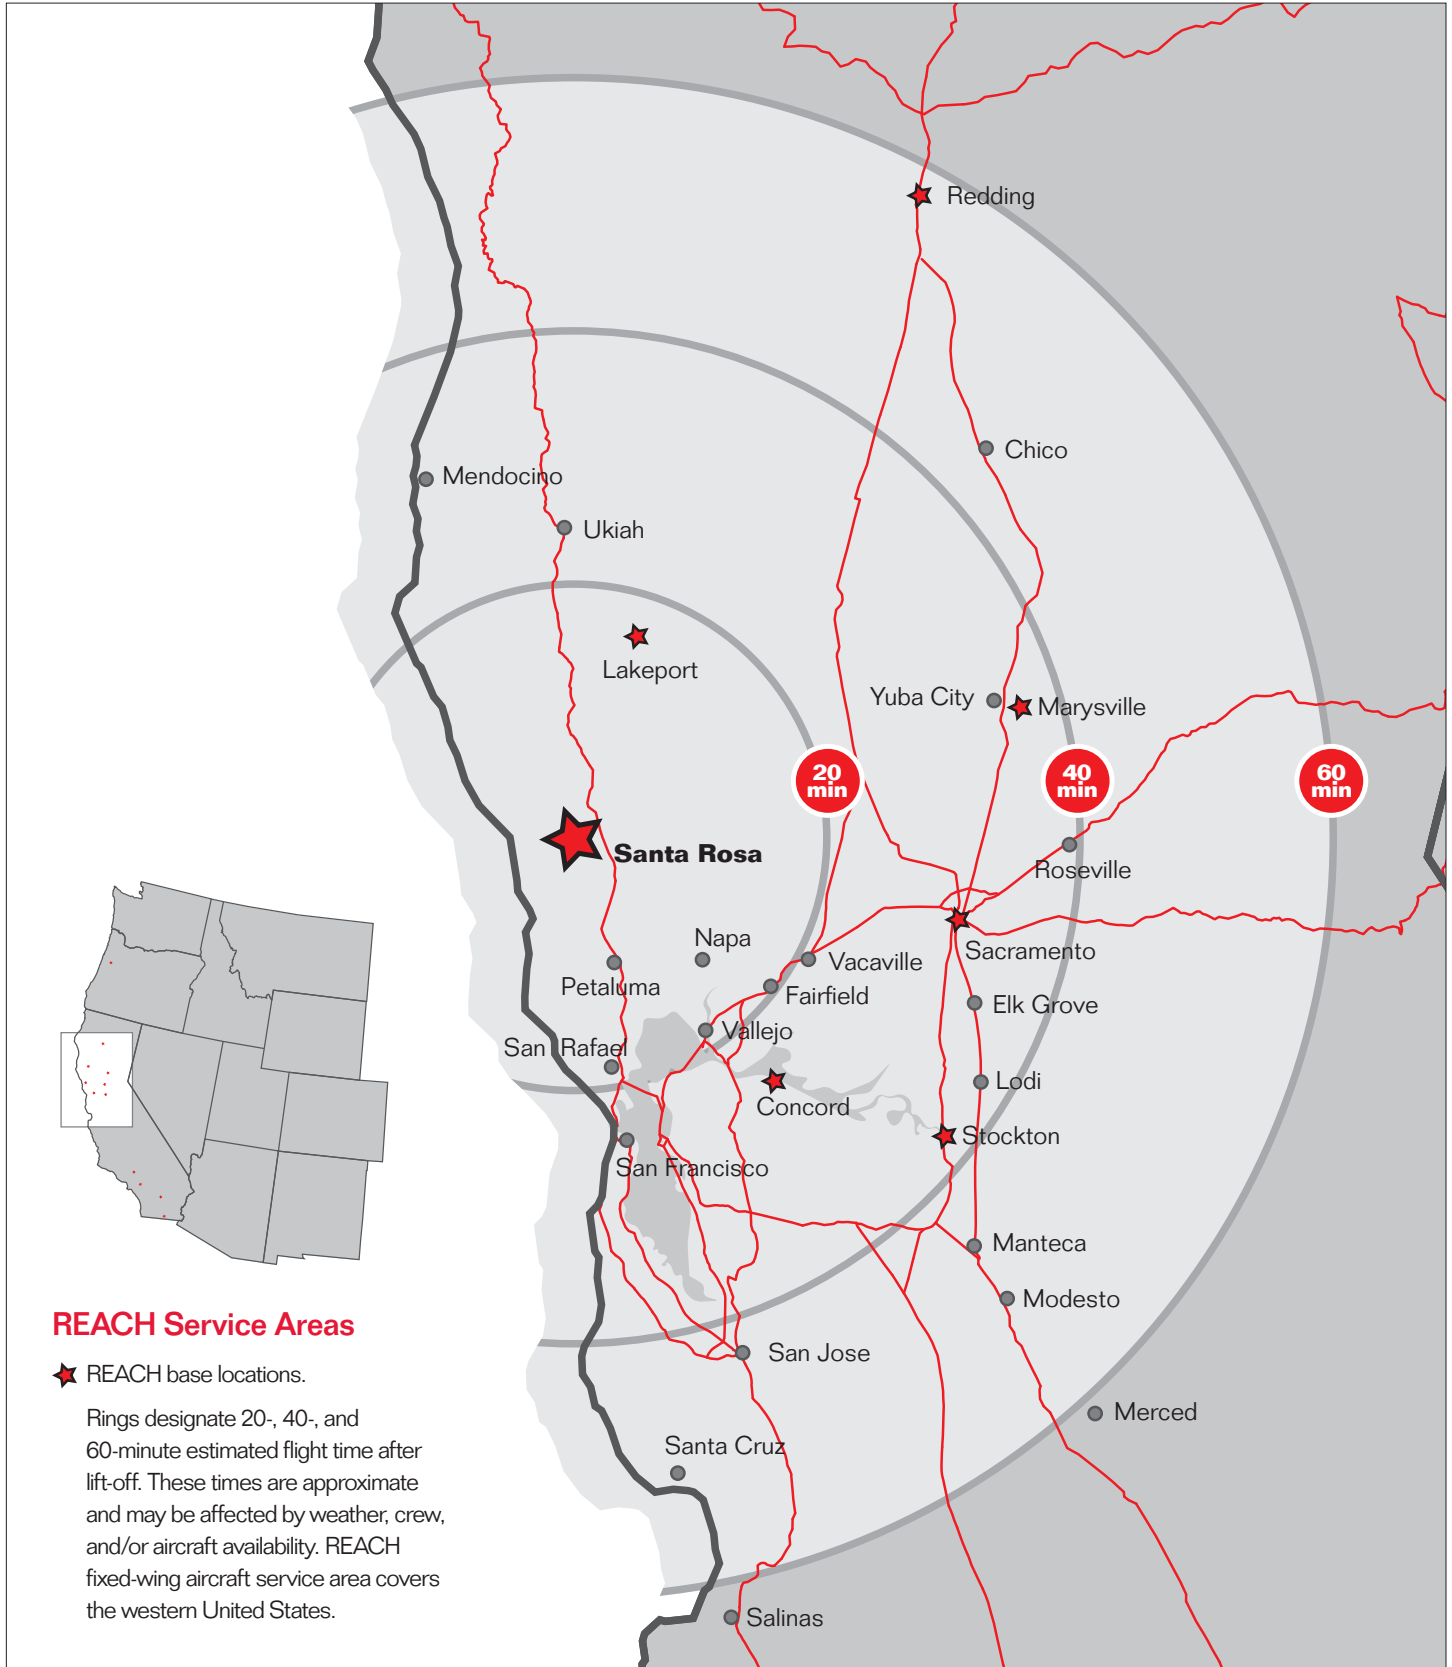 Redding
Chico
Mendocino
Ukiah
Lakeport
Yuba City
Marysville
20
min
40
min
60
min
Santa Rosa
Roseville
Napa
Vacaville
Sacramento
Petaluma
Fairfield
Elk Grove
Vallejo
San Rafael
Lodi
Concord
Stockton
San Francisco
Manteca
Modesto
San Jose
Merced
Santa Cruz
Salinas
REACH Service Areas
REACH base locations.
Rings designate 20-, 40-, and
60-minute estimated flight time after
lift-off. These times are approximate
and may be affected by weather, crew,
and/or aircraft availability. REACH
fixed-wing aircraft service area covers
the western United States.